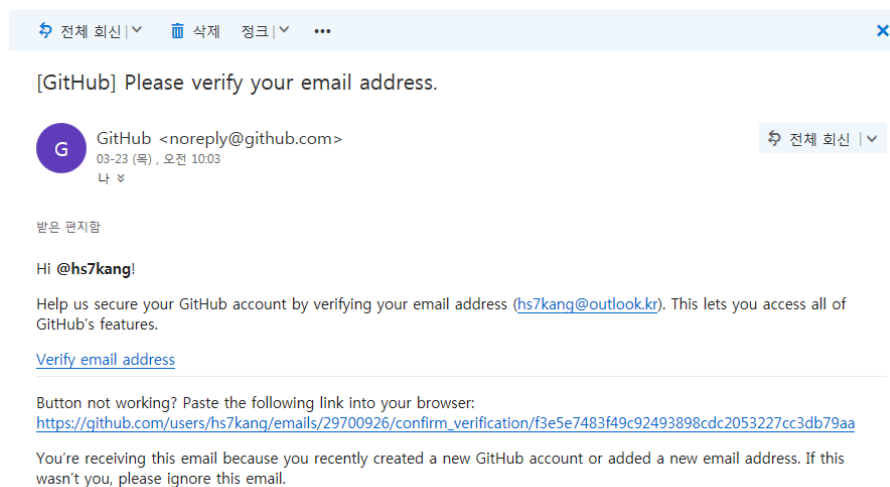 전체 회신 삭제 정크 •••
[GitHub] Please verify your email address.
G
GitHub <noreply@github.com>
전체 회신
03-23 (목) , 오전 10:03
나
받은 편지함
Hi @hs7kang!
Help us secure your GitHub account by verifying your email address (hs7kang@outlook.kr). This lets you access all of
GitHub's features.
Verify email address
Button not working? Paste the following link into your browser:
https://github.com/users/hs7kang/emails/29700926/confirm_verification/f3e5e7483f49c92493898cdc2053227cc3db79aa
You're receiving this email because you recently created a new GitHub account or added a new email address. If this
wasn't you, please ignore this email.